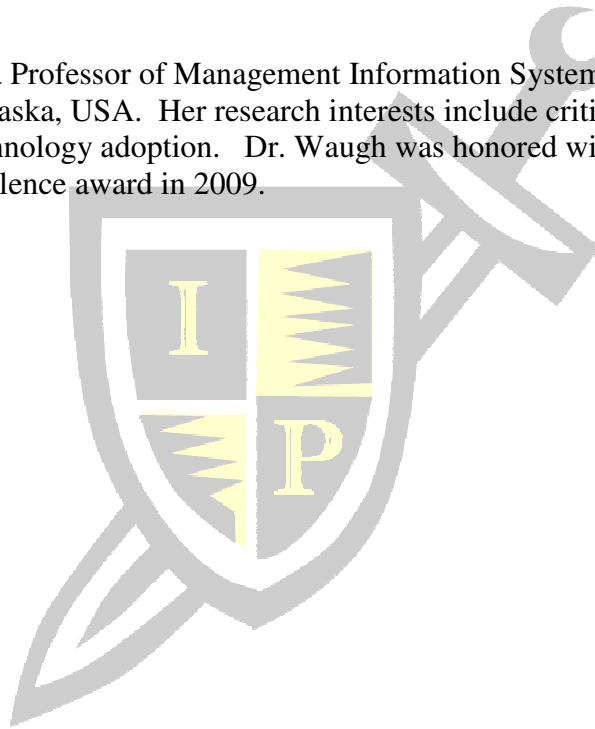 Professor of Management Information System
aska, USA. Her research interests include criti
nology adoption. Dr. Waugh was honored wi
lence award in 2009.
I
P